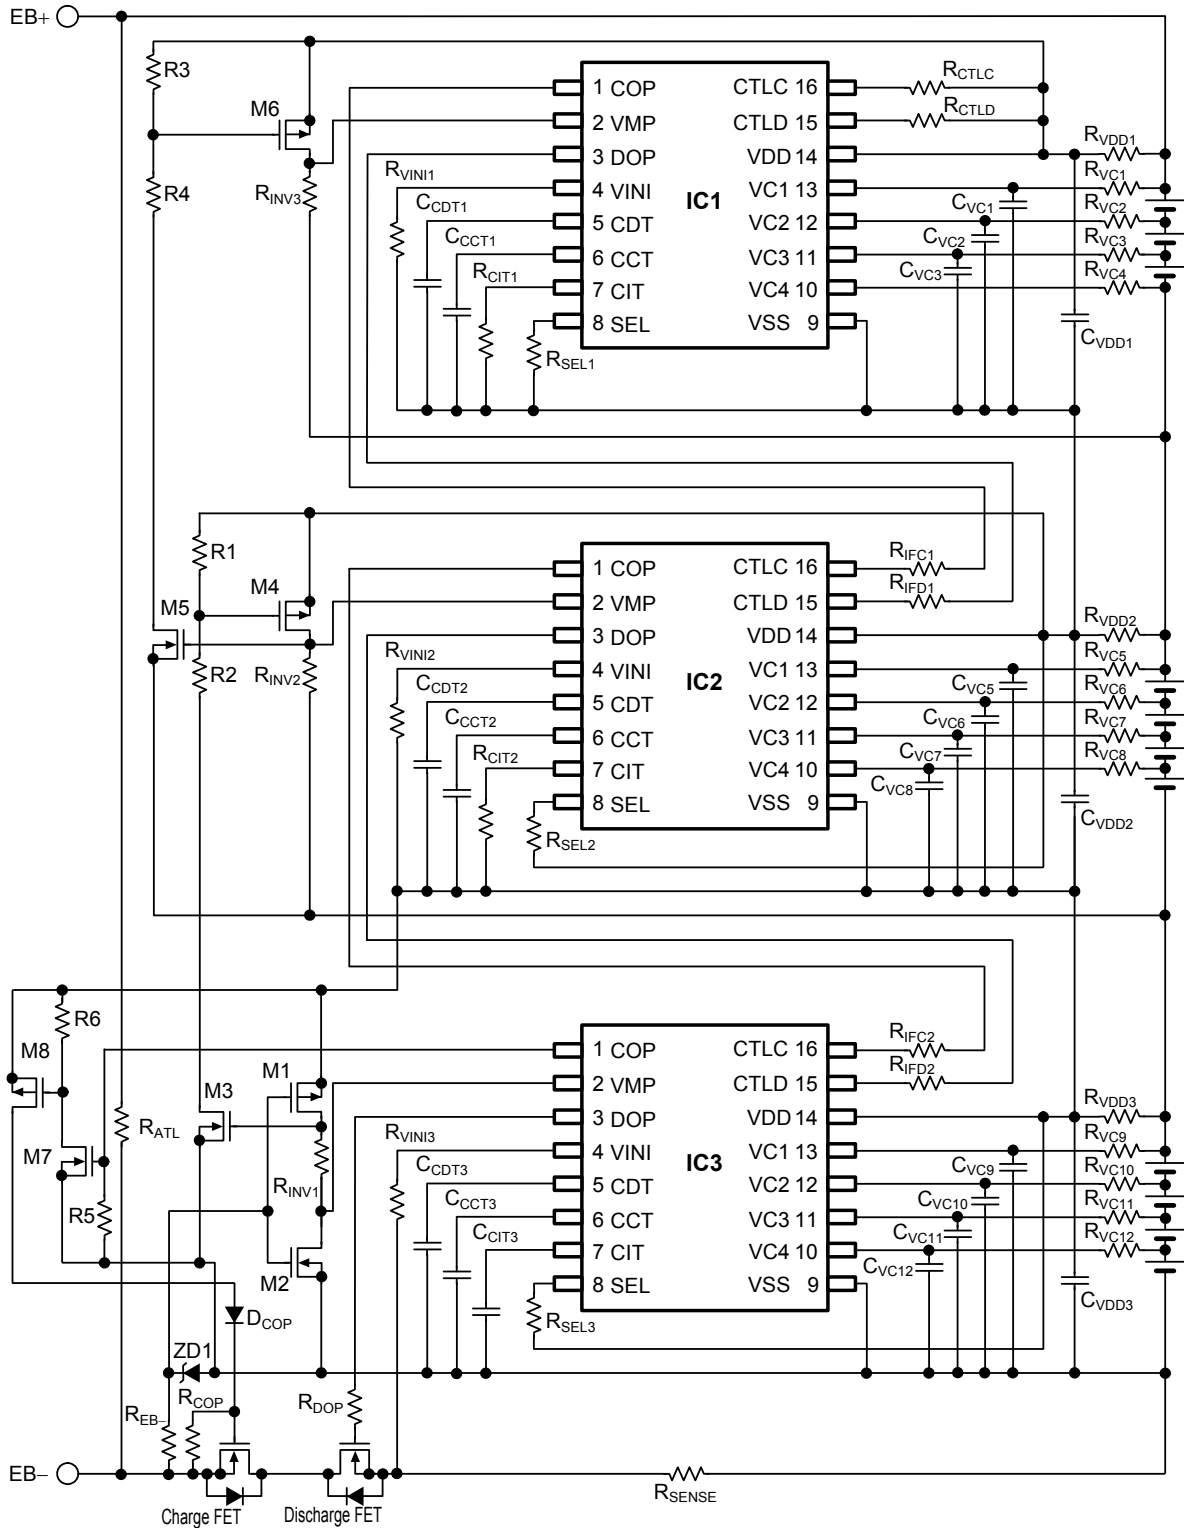 EB+
R3
M6
R4
RINV3
RVINI1
CCDT1
CCCT1
RCIT1
RSEL1
1 COP
2 VMP
3 DOP
4 VINI
5 CDT
6 CCT
7 CIT
8 SEL
IC1
CTLC 16
CTLD 15
VDD 14
VC1 13
VC2 12
VC3 11
VC4 10
VSS 9
RCTLC
RCTLD
RVDD1
RVC1
RVC2
RVC3
RVC4
CVC1
CVC2
CVC3
CVDD1
R1
M4
M5
R2
RINV2
RVINI2
CCDT2
CCCT2
RCIT2
RSEL2
1 COP
2 VMP
3 DOP
4 VINI
5 CDT
6 CCT
7 CIT
8 SEL
IC2
CTLC 16
CTLD 15
VDD 14
VC1 13
VC2 12
VC3 11
VC4 10
VSS 9
RIFC1
RIFD1
RVDD2
RVC5
RVC6
RVC7
RVC8
CVC5
CVC6
CVC7
CVC8
CVDD2
R6
M8
M1
M3
RATL
M7
RINV1
R5
M2
DCOP
ZD1
RCOP
REB−
RDOP
RVINI3
CCDT3
CCCT3
CCIT3
RSEL3
1 COP
2 VMP
3 DOP
4 VINI
5 CDT
6 CCT
7 CIT
8 SEL
IC3
CTLC 16
CTLD 15
VDD 14
VC1 13
VC2 12
VC3 11
VC4 10
VSS 9
RIFC2
RIFD2
RVDD3
RVC9
RVC10
RVC11
RVC12
CVC9
CVC10
CVC11
CVC12
CVDD3
EB−
RSENSE
Charge FET
Discharge FET